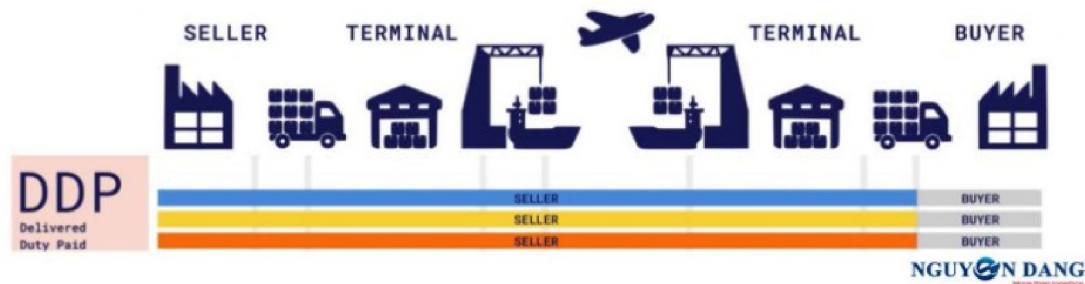 SELLER TERMINAL TERMINAL BUYER
DDP
Delivered
Duty Paid
SELLER BUYER
SELLER BUYER
SELLER BUYER
NGUYEN DANG